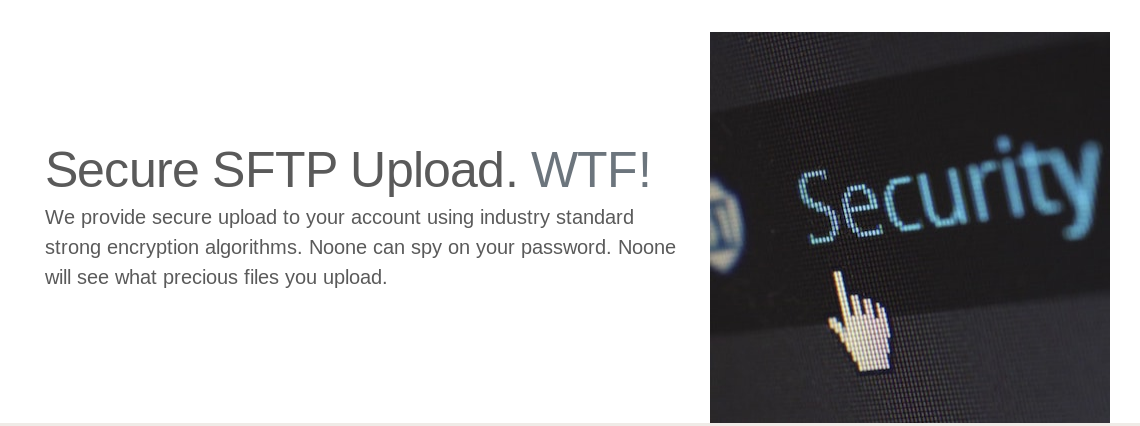 Secure SFTP Upload. WTF!
We provide secure upload to your account using industry standard
strong encryption algorithms. Noone can spy on your password. Noone
will see what precious files you upload.
Security